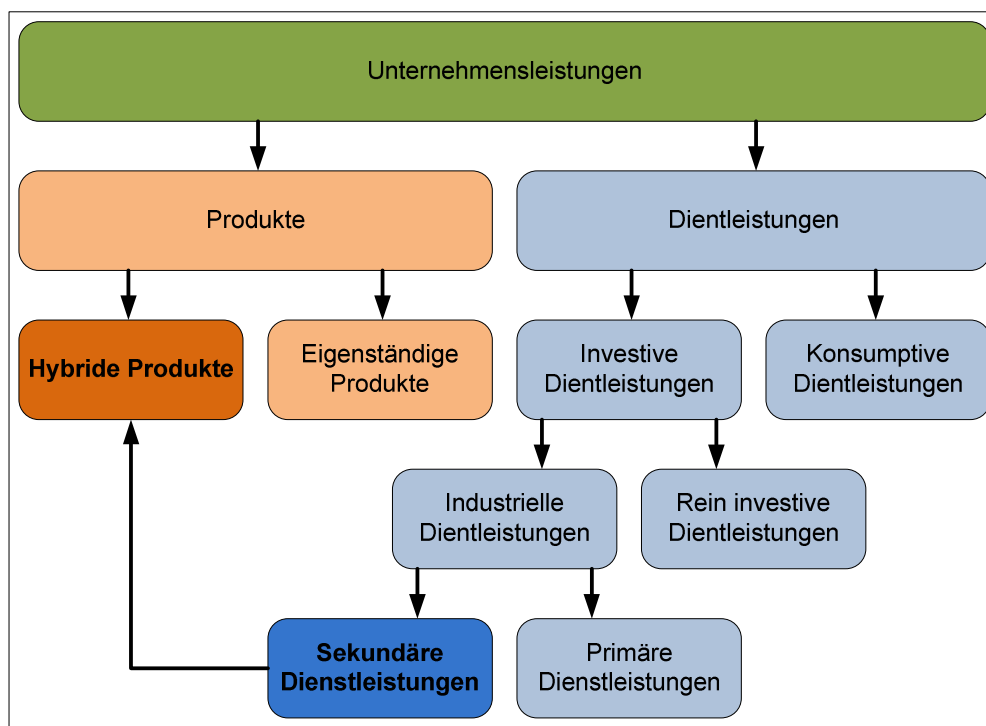 Unternehmensleistungen
Produkte
Dientleistungen
Hybride Produkte
Eigenständige
Produkte
Investive
Dientleistungen
Konsumptive
Dientleistungen
Industrielle
Dientleistungen
Rein investive
Dientleistungen
Sekundäre
Dienstleistungen
Primäre
Dienstleistungen